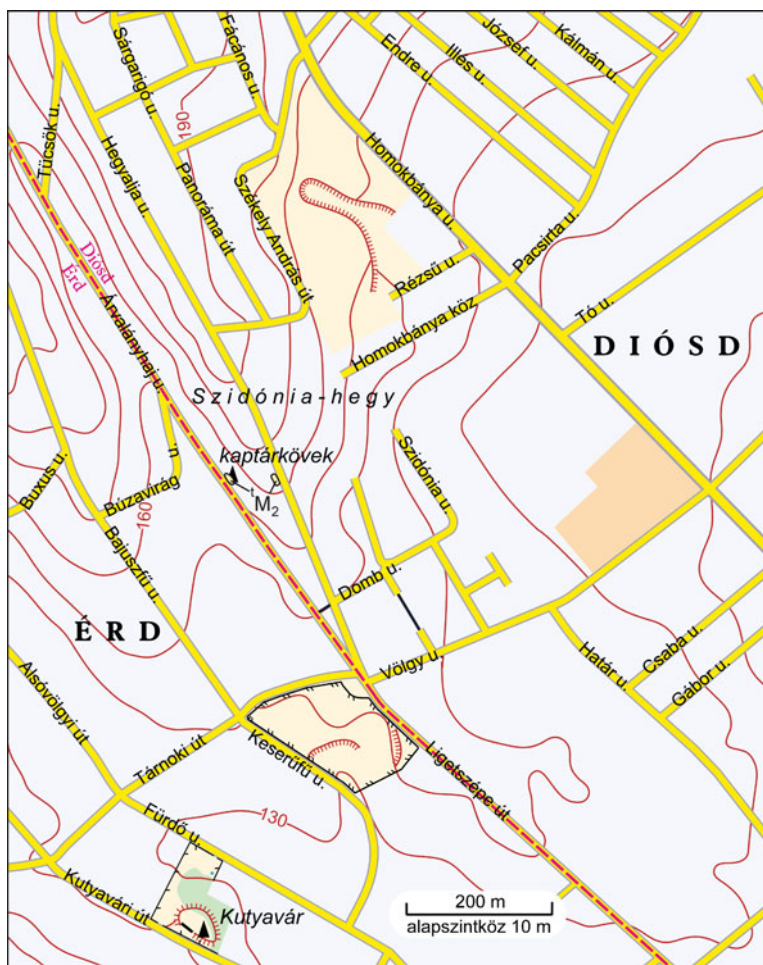 Kálmán u.
József u.
Illés u.
Endre u.
Fácános u.
Sárgarigó u.
190
Tücsök u.
Hegyalja u.
Panoráma út
Székely András út
Homokbánya u.
Pacsirta u.
Rézsű u.
Tó u.
Homokbánya köz
Diósd
Érd
Árvalányhaj u.
DIÓSD
Szidónia-hegy
Szidónia u.
kaptárkövek
M2
Buxus u.
Búzavirág u.
160
Bajuszfű u.
Domb u.
ÉRD
Völgy u.
Határ u.
Csaba u.
Gábor u.
Alsóvölgyi út
Tárnoki út
Keserűfű u.
Ligetszépe út
130
Fürdő u.
Kutyavári út
Kutyavár
200 m
alapszintköz 10 m